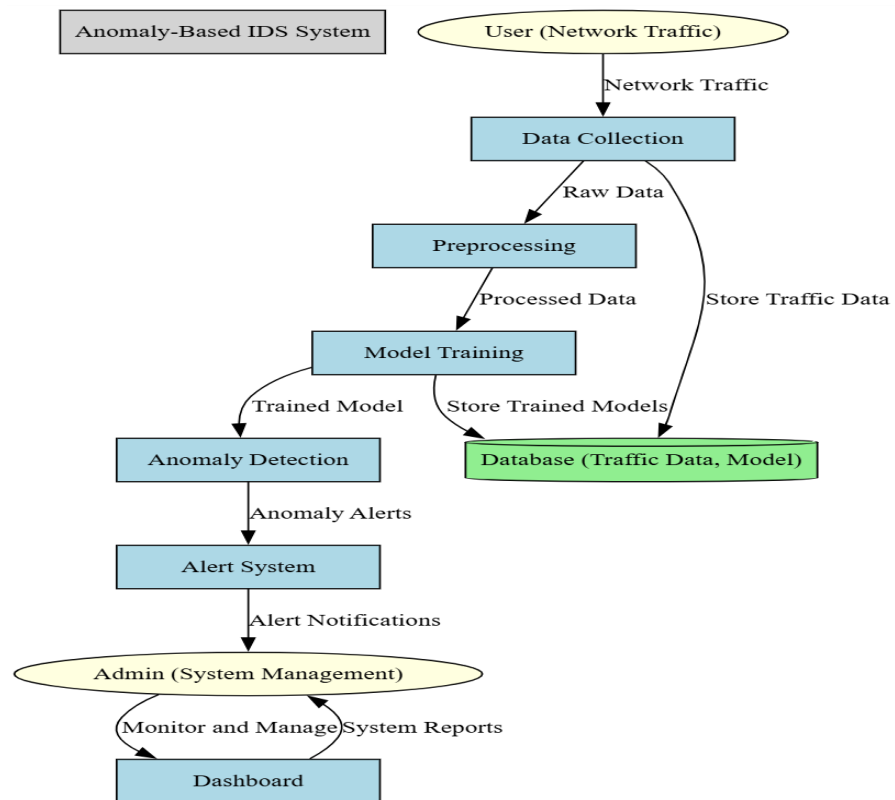 Anomaly-Based IDS System
User (Network Traffic)
Network Traffic
Data Collection
Raw Data
Preprocessing
Processed Data
Store Traffic Data
Model Training
Trained Model
Store Trained Models
Anomaly Detection
Database (Traffic Data, Model)
Anomaly Alerts
Alert System
Alert Notifications
Admin (System Management)
Monitor and Manage
System Reports
Dashboard